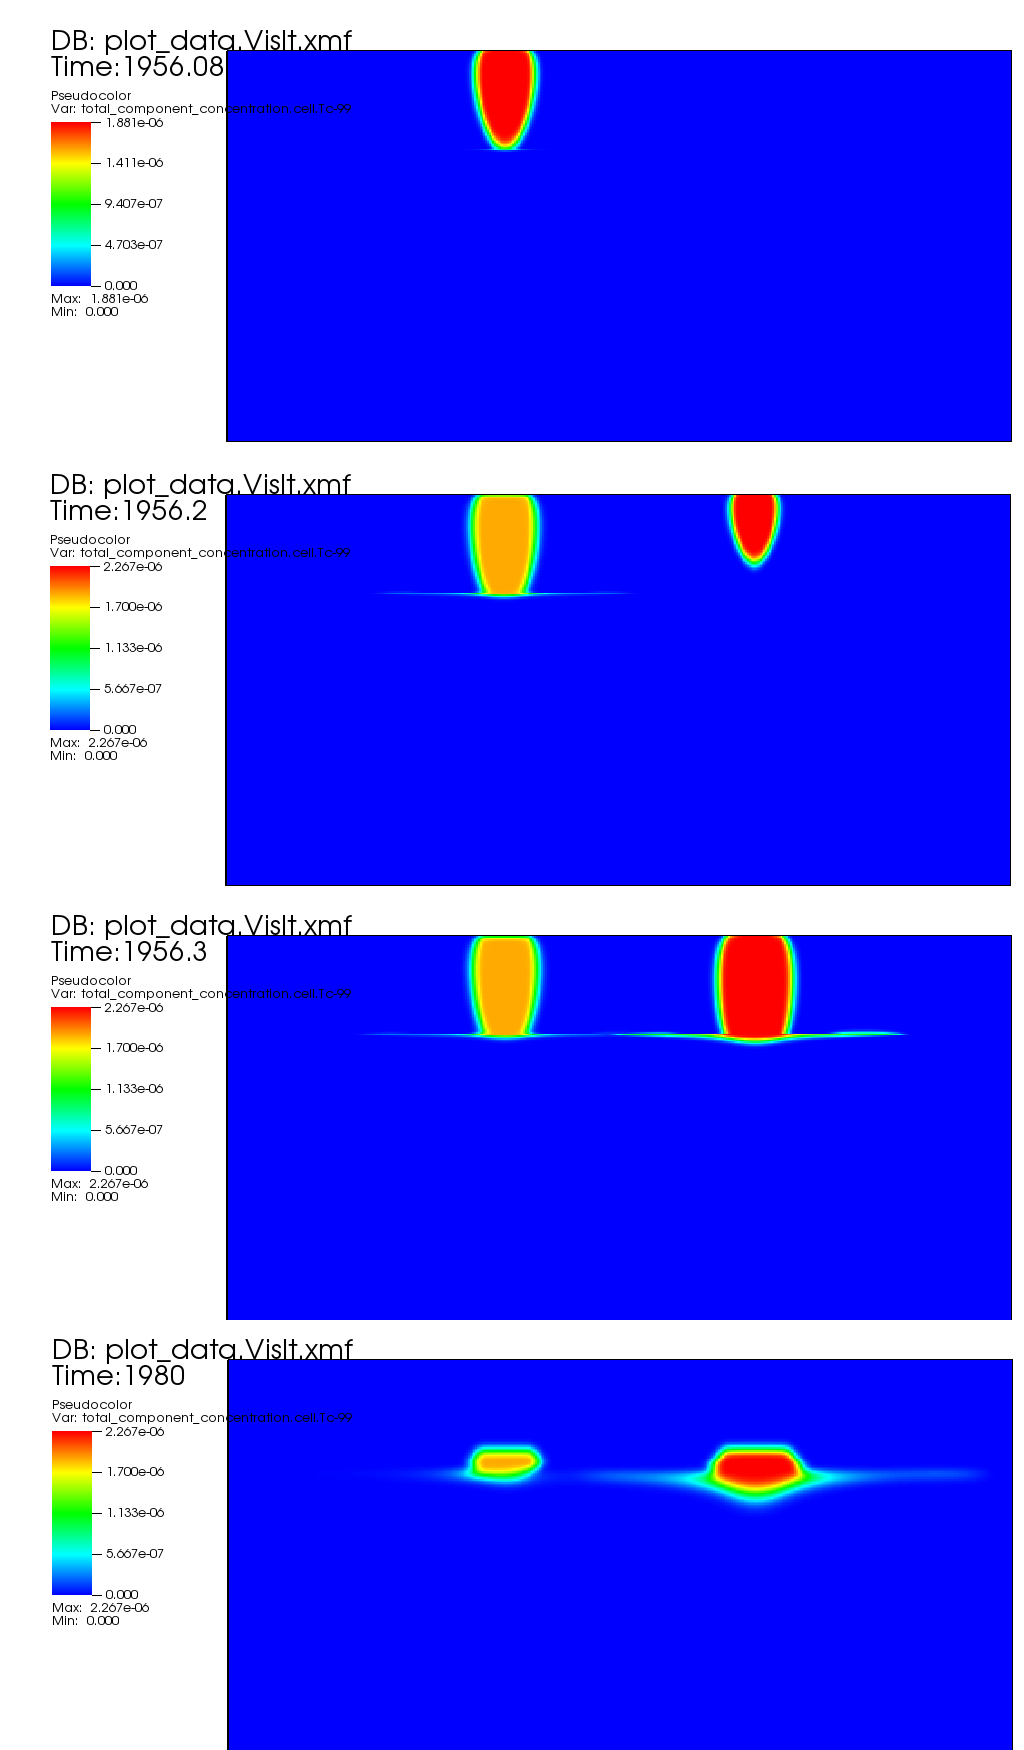 DB: plot_data.VisIt.xmf
Time:1956.08
Pseudocolor
Var: total_component_concentration.cell.Tc-99
1.881e-06
1.411e-06
9.407e-07
4.703e-07
0.000
Max: 1.881e-06
Min: 0.000
DB: plot_data.VisIt.xmf
Time:1956.2
Pseudocolor
Var: total_component_concentration.cell.Tc-99
2.267e-06
1.700e-06
1.133e-06
5.667e-07
0.000
Max: 2.267e-06
Min: 0.000
DB: plot_data.VisIt.xmf
Time:1956.3
Pseudocolor
Var: total_component_concentration.cell.Tc-99
2.267e-06
1.700e-06
1.133e-06
5.667e-07
0.000
Max: 2.267e-06
Min: 0.000
DB: plot_data.VisIt.xmf
Time:1980
Pseudocolor
Var: total_component_concentration.cell.Tc-99
2.267e-06
1.700e-06
1.133e-06
5.667e-07
0.000
Max: 2.267e-06
Min: 0.000